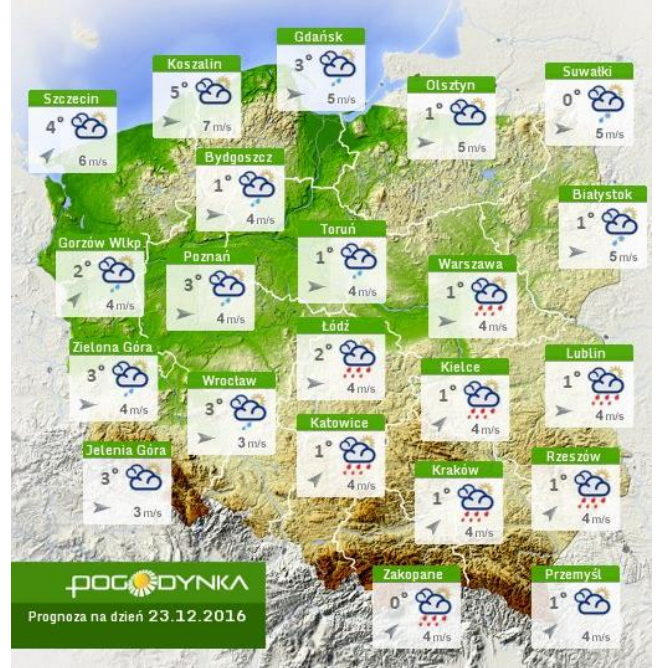 Gdańsk
3°
5 m/s
Koszalin
5°
7 m/s
Suwałki
0°
5 m/s
Olsztyn
1°
5 m/s
Szczecin
4°
6 m/s
Bydgoszcz
1°
4 m/s
Białystok
1°
5 m/s
Toruń
1°
4 m/s
Gorzów Wlkp.
2°
4 m/s
Poznań
3°
4 m/s
Warszawa
1°
4 m/s
Łódź
2°
4 m/s
Zielona Góra
3°
4 m/s
Lublin
1°
4 m/s
Kielce
1°
4 m/s
Wrocław
3°
3 m/s
Katowice
1°
4 m/s
Jelenia Góra
3°
3 m/s
Rzeszów
1°
4 m/s
Kraków
1°
4 m/s
Zakopane
0°
4 m/s
Przemyśl
1°
4 m/s
POGODYNKA
Prognoza na dzień 23.12.2016